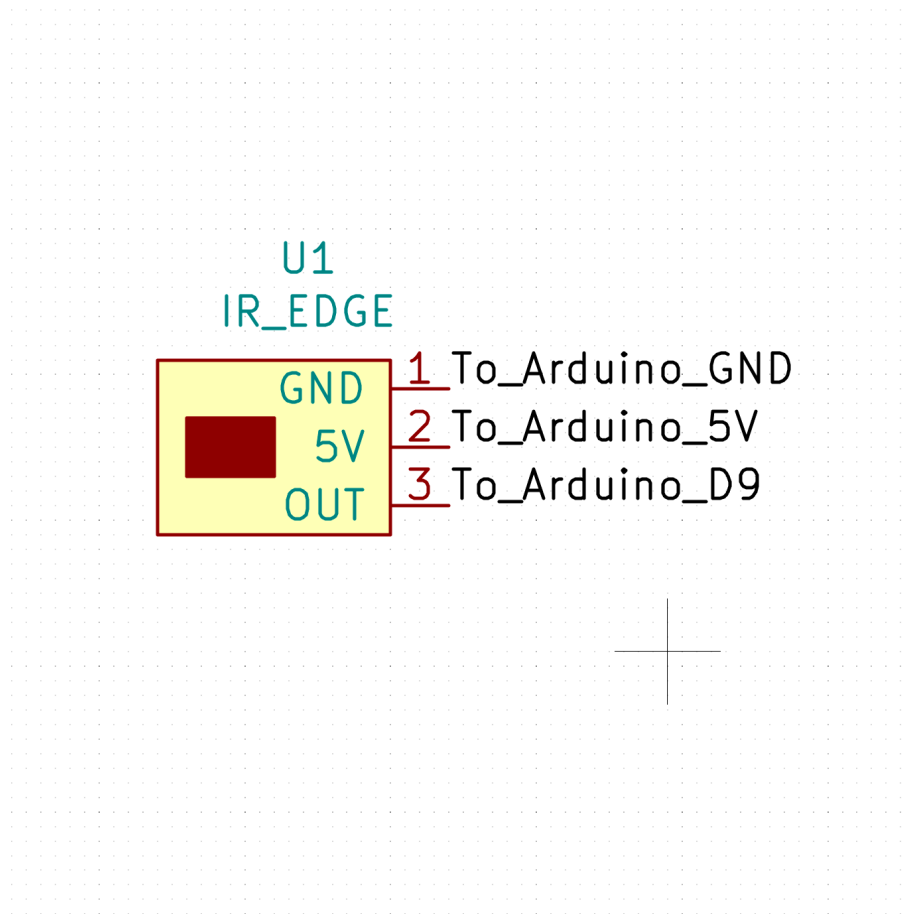 U1
IR_EDGE
GND 1 To_Arduino_GND
5V 2 To_Arduino_5V
OUT 3 To_Arduino_D9